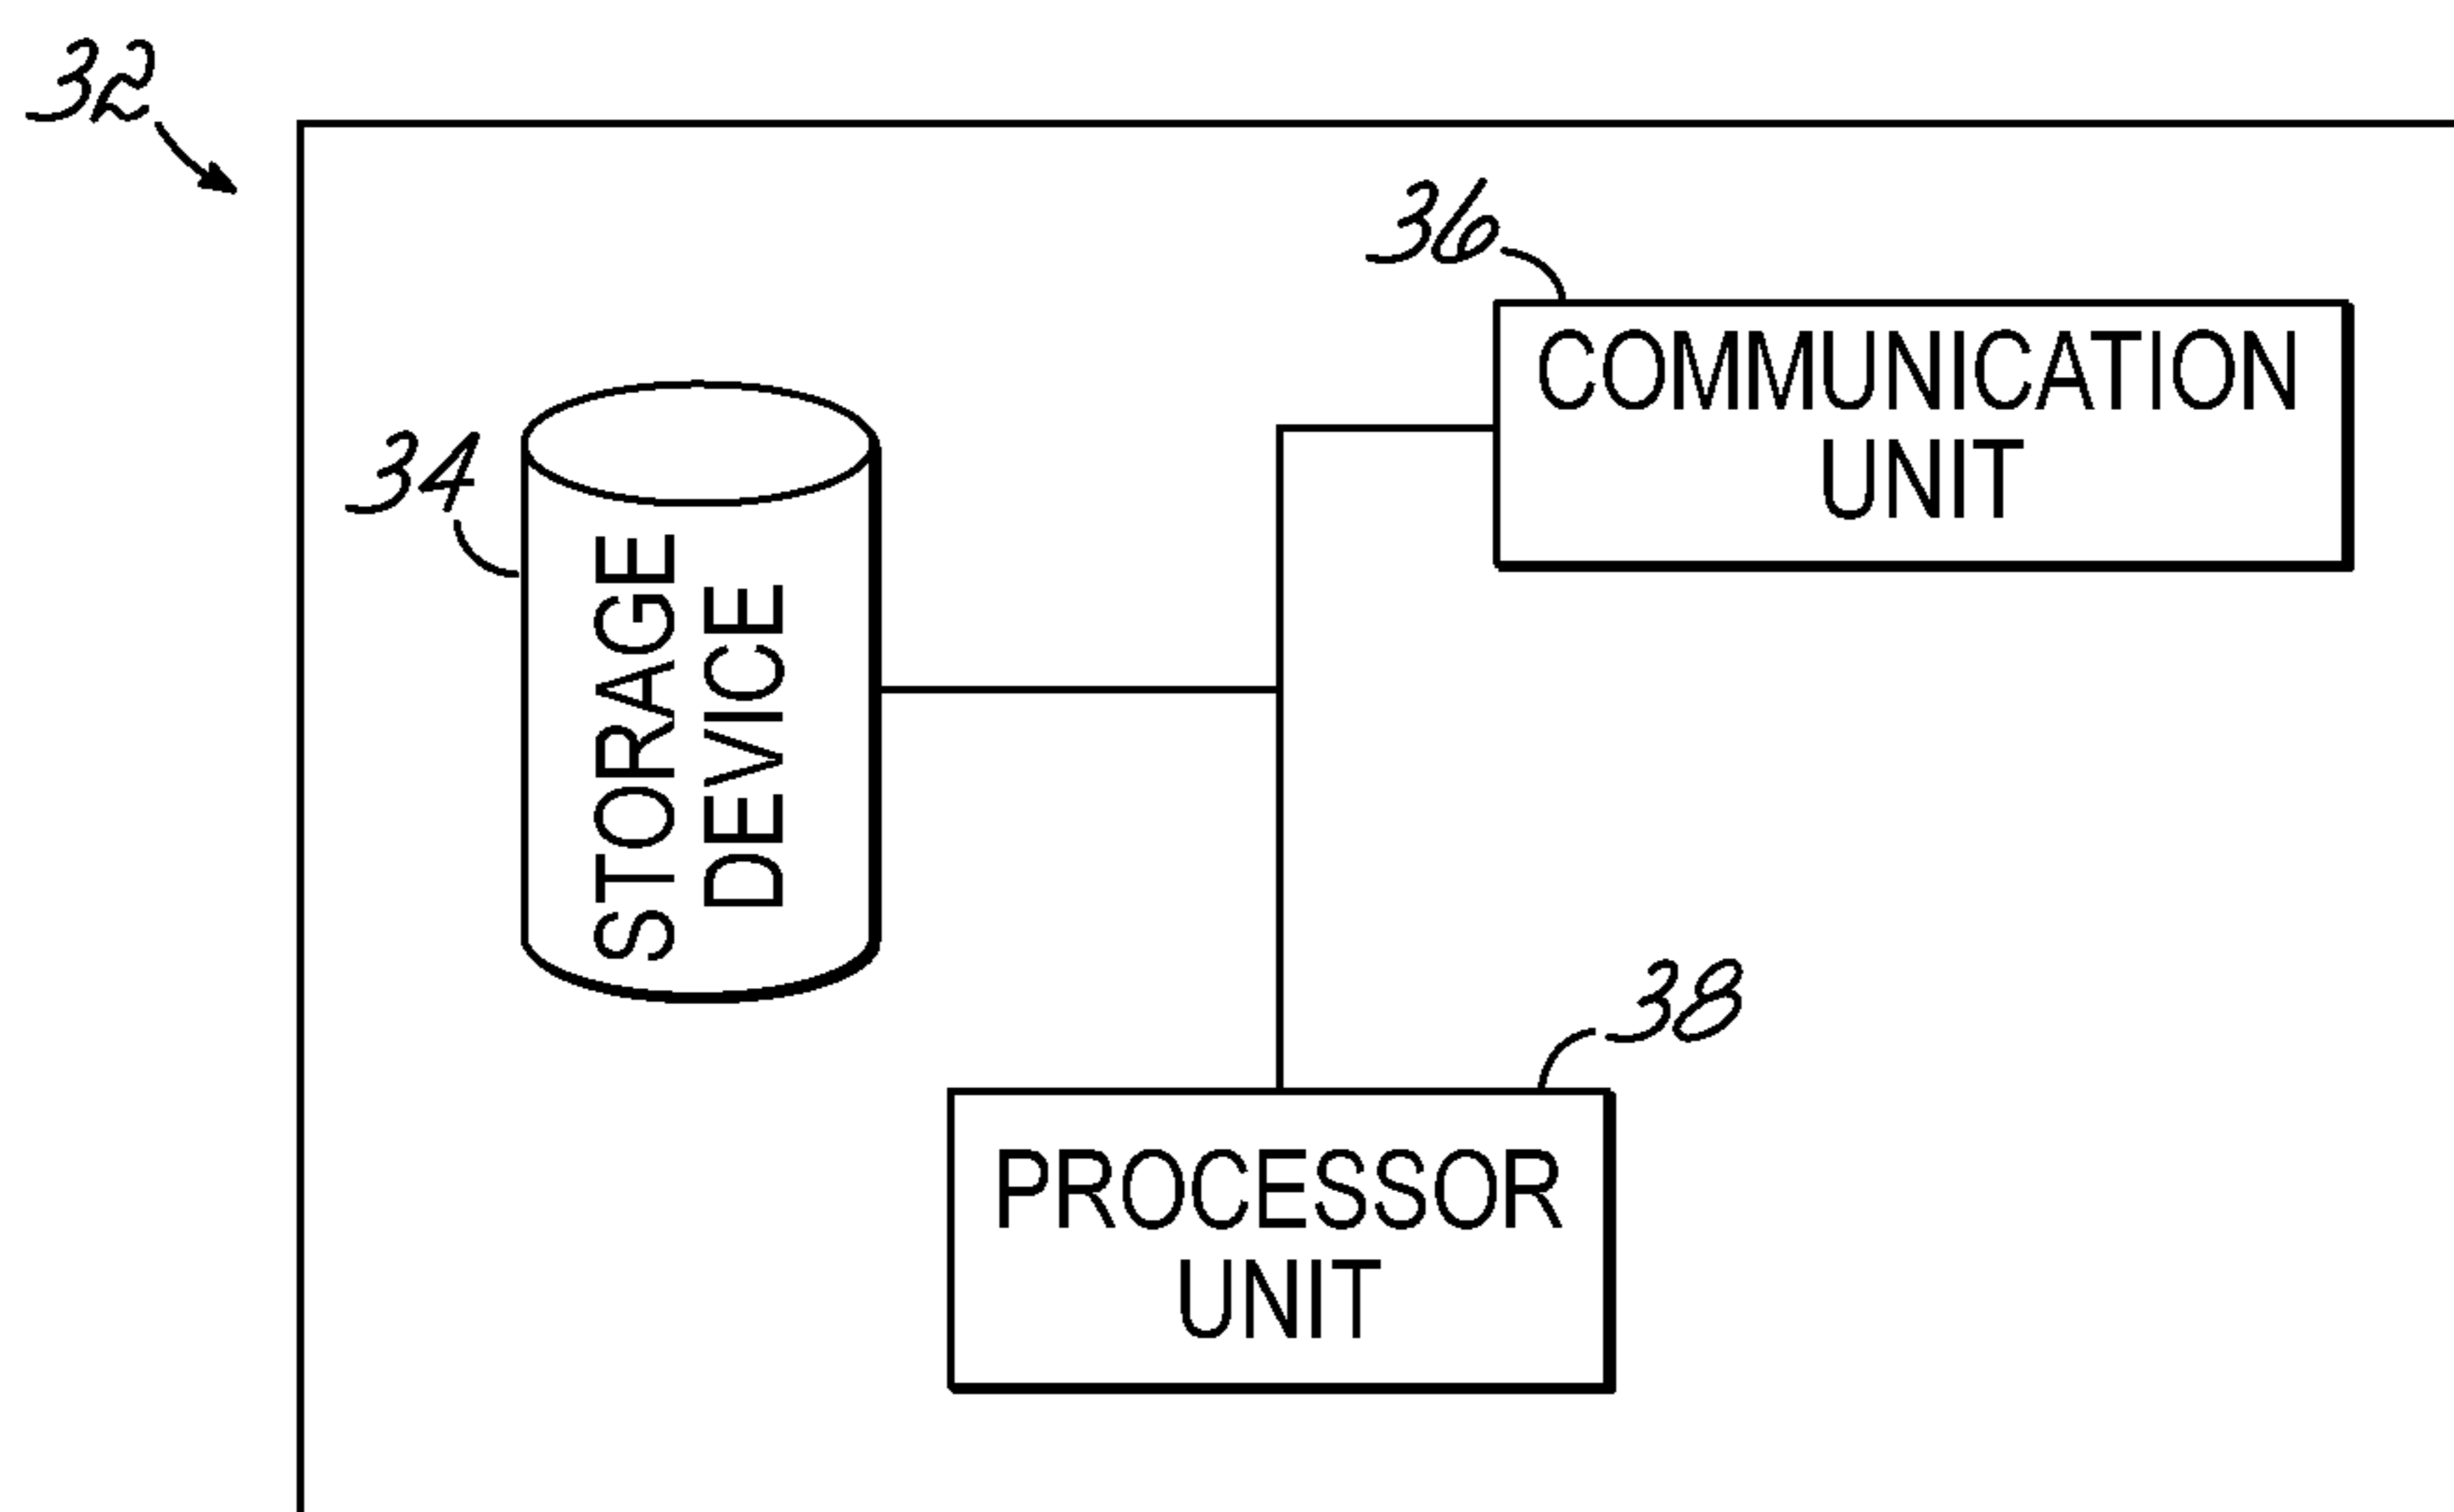 32
36
COMMUNICATION
UNIT
34
STORAGE
DEVICE
38
PROCESSOR
UNIT